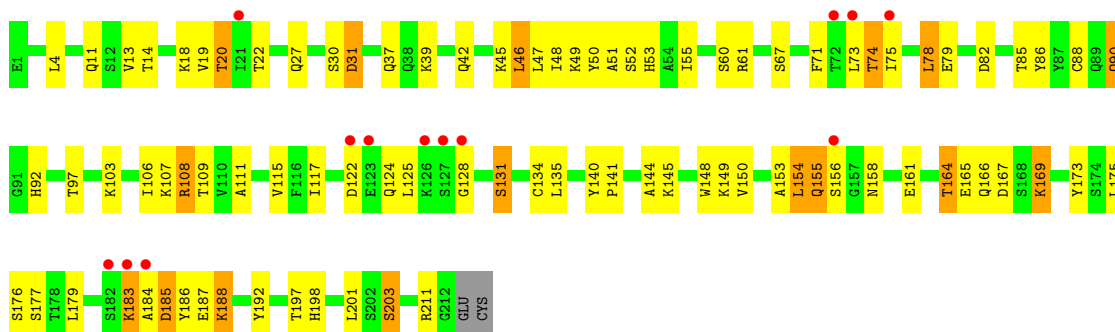 E1 L4 Q11 S12 V13 T14 K18 V19 T20 I21 T22 Q27 S30 D31 Q37 Q38 K39 Q42 K45 L46 L47 I48 K49 Y50 A51 S52 H53 A54 I55 S60 R61 S67 F71 T72 L73 T74 I75 L78 E79 D82 T85 Y86 Y87 C88 Q89
G91 H92 T97 K103 I106 K107 R108 T109 V110 A111 V115 F116 I117 D122 E123 Q124 L125 K126 S127 G128 S131 C134 L135 Y140 P141 A144 K145 W148 K149 V150 A153 L154 Q155 S156 G157 N158 E161 T164 E165 Q166 D167 S168 K169 Y173 S174 L175
S176 S177 T178 L179 S182 K183 A184 D185 Y186 E187 K188 Y192 T197 H198 L201 S202 S203 R211 G212 GLU CYS